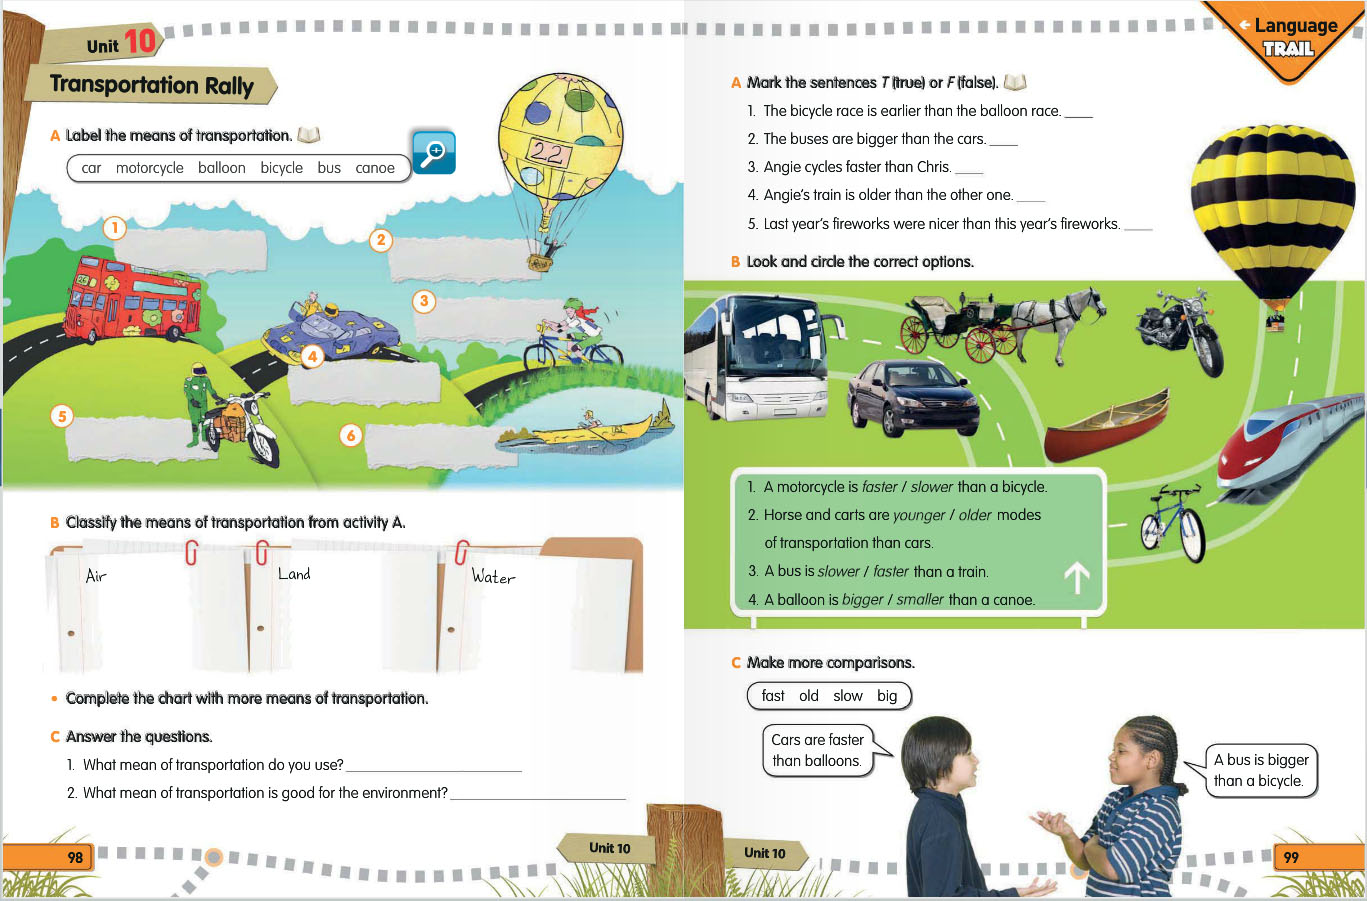 Unit 10
Transportation Rally
A Label the means of transportation.
car motorcycle balloon bicycle bus canoe
22
1
2
3
4
5
6
B Classify the means of transportation from activity A.
Air
Land
Water
• Complete the chart with more means of transportation.
C Answer the questions.
1. What mean of transportation do you use?
2. What mean of transportation is good for the environment?
98
Unit 10
Language
TRAIL
A Mark the sentences T (true) or F (false).
1. The bicycle race is earlier than the balloon race.
2. The buses are bigger than the cars.
3. Angie cycles faster than Chris.
4. Angie's train is older than the other one.
5. Last year's fireworks were nicer than this year's fireworks.
B Look and circle the correct options.
1. A motorcycle is faster / slower than a bicycle.
2. Horse and carts are younger / older modes
of transportation than cars.
3. A bus is slower / faster than a train.
4. A balloon is bigger / smaller than a canoe.
C Make more comparisons.
fast old slow big
Cars are faster
than balloons.
A bus is bigger
than a bicycle.
Unit 10
99